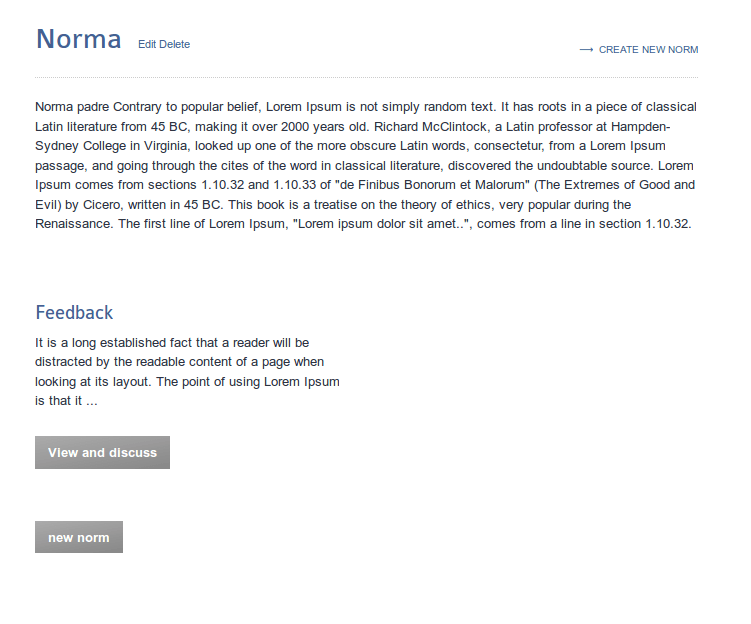 Norma Edit Delete
⟶ CREATE NEW NORM
Norma padre Contrary to popular belief, Lorem Ipsum is not simply random text. It has roots in a piece of classical
Latin literature from 45 BC, making it over 2000 years old. Richard McClintock, a Latin professor at Hampden-
Sydney College in Virginia, looked up one of the more obscure Latin words, consectetur, from a Lorem Ipsum
passage, and going through the cites of the word in classical literature, discovered the undoubtable source. Lorem
Ipsum comes from sections 1.10.32 and 1.10.33 of "de Finibus Bonorum et Malorum" (The Extremes of Good and
Evil) by Cicero, written in 45 BC. This book is a treatise on the theory of ethics, very popular during the
Renaissance. The first line of Lorem Ipsum, "Lorem ipsum dolor sit amet..", comes from a line in section 1.10.32.
Feedback
It is a long established fact that a reader will be
distracted by the readable content of a page when
looking at its layout. The point of using Lorem Ipsum
is that it ...
View and discuss
new norm